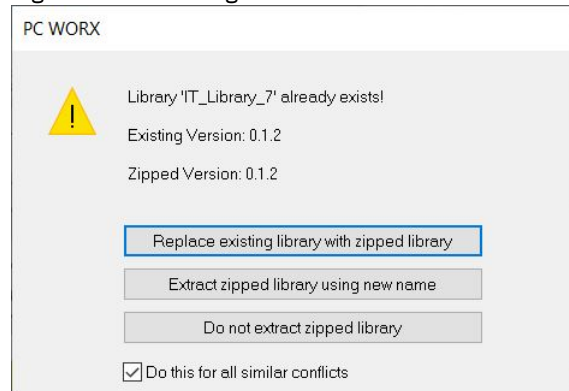 PC WORX
Library 'IT_Library_7' already exists!
Existing Version: 0.1.2
Zipped Version: 0.1.2
Replace existing library with zipped library
Extract zipped library using new name
Do not extract zipped library
Do this for all similar conflicts